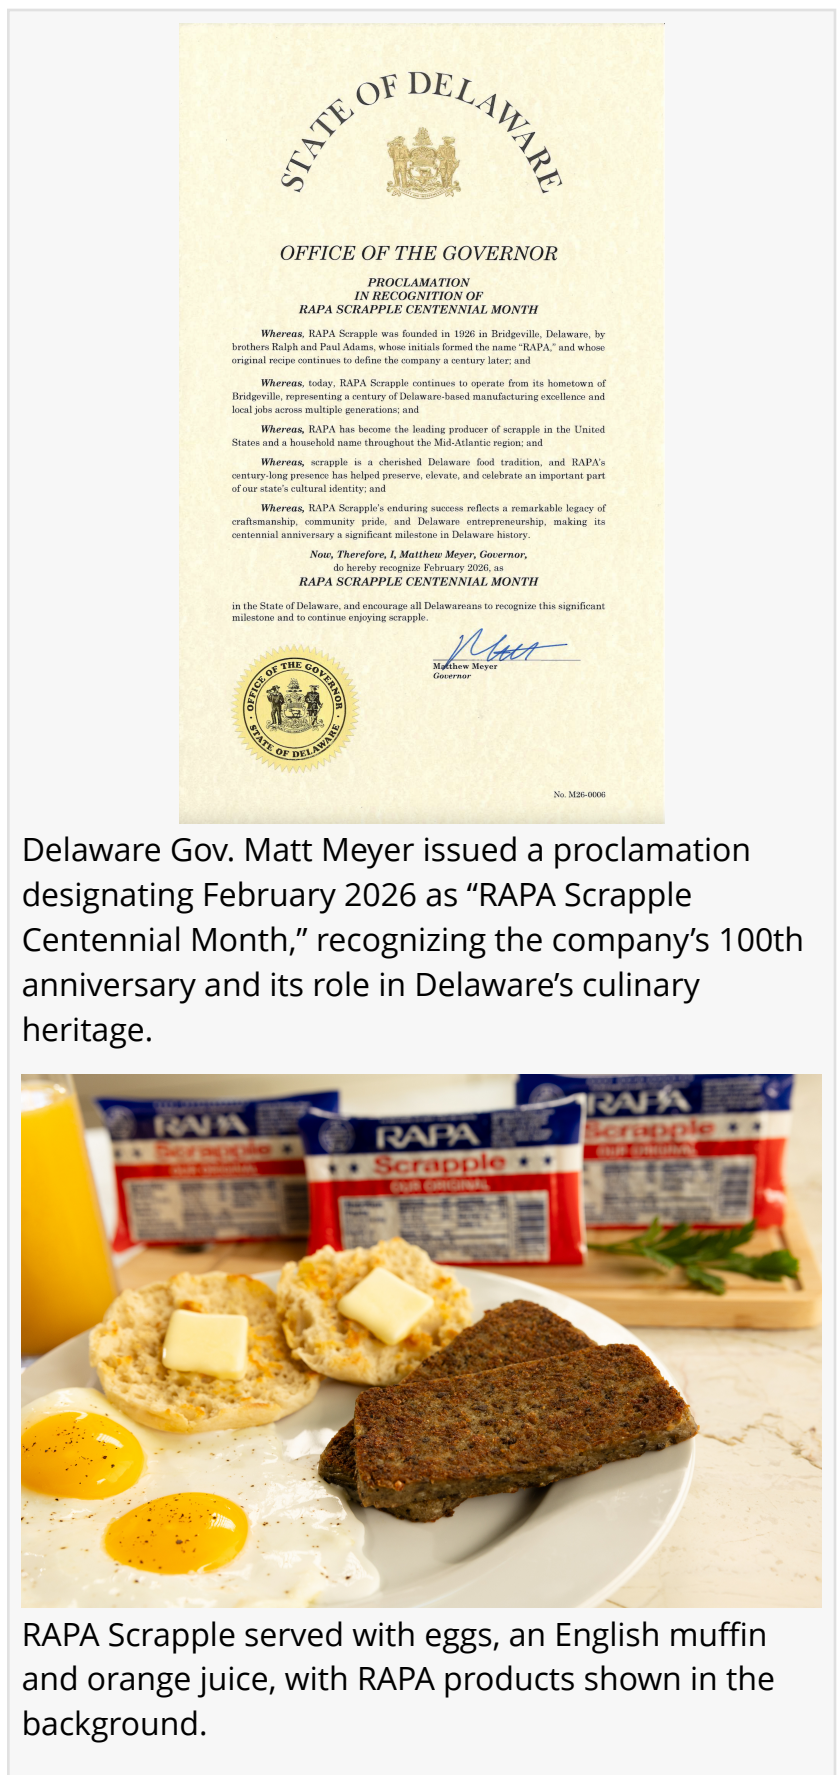 STATE OF DELAWARE
OFFICE OF THE GOVERNOR
PROCLAMATION
IN RECOGNITION OF
RAPA SCRAPPLE CENTENNIAL MONTH
Whereas, RAPA Scrapple was founded in 1926 in Bridgeville, Delaware, by
brothers Ralph and Paul Adams, whose initials formed the name “RAPA,” and whose
original recipe continues to define the company a century later; and
Whereas, today, RAPA Scrapple continues to operate from its hometown of
Bridgeville, representing a century of Delaware-based manufacturing excellence and
local jobs across multiple generations; and
Whereas, RAPA has become the leading producer of scrapple in the United
States and a household name throughout the Mid-Atlantic region; and
Whereas, scrapple is a cherished Delaware food tradition, and RAPA’s
century-long presence has helped preserve, elevate, and celebrate an important part
of our state’s cultural identity; and
Whereas, RAPA Scrapple’s enduring success reflects a remarkable legacy of
craftsmanship, community pride, and Delaware entrepreneurship, making its
centennial anniversary a significant milestone in Delaware history.
Now, Therefore, I, Matthew Meyer, Governor,
do hereby recognize February 2026, as
RAPA SCRAPPLE CENTENNIAL MONTH
in the State of Delaware, and encourage all Delawareans to recognize this significant
milestone and to continue enjoying scrapple.
Matthew Meyer
Governor
OFFICE OF THE GOVERNOR
STATE OF DELAWARE
No. M26-0006
Delaware Gov. Matt Meyer issued a proclamation
designating February 2026 as “RAPA Scrapple
Centennial Month,” recognizing the company’s 100th
anniversary and its role in Delaware’s culinary
heritage.
RAPA
Scrapple
OUR ORIGINAL
RAPA
Scrapple
OUR ORIGINAL
RAPA
Scrapple
OUR ORIGINAL
RAPA Scrapple served with eggs, an English muffin
and orange juice, with RAPA products shown in the
background.